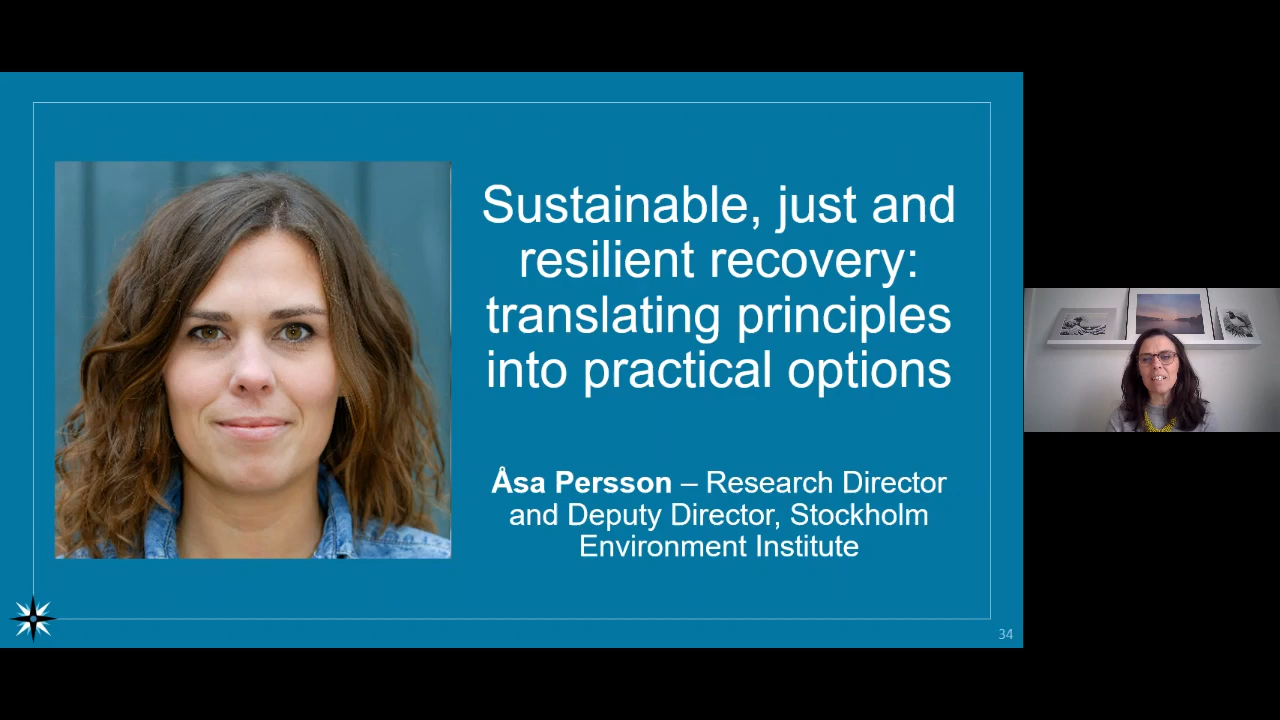 Sustainable, just and
resilient recovery:
translating principles
into practical options
Åsa Persson – Research Director
and Deputy Director, Stockholm
Environment Institute
34